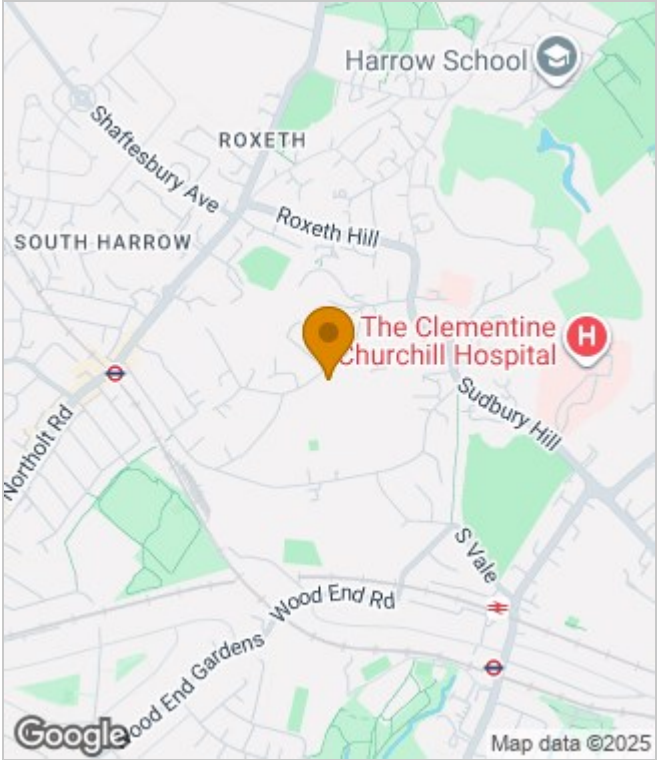 Harrow School
ROXETH
Shaftesbury Ave
Roxeth Hill
SOUTH HARROW
The Clementine
Churchill Hospital
H
Sudbury Hill
Northolt Rd
S Vale
Wood End Rd
Wood End Gardens
Google
Map data ©2025